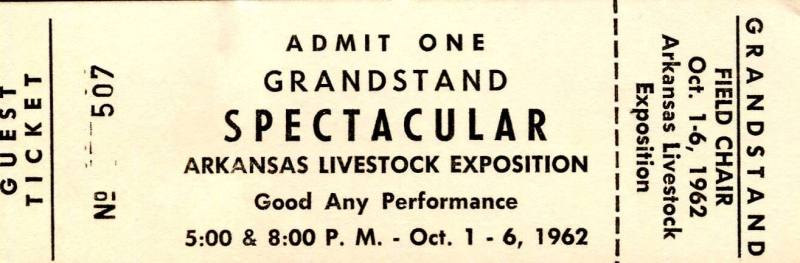 GUEST
TICKET
Nº 507
ADMIT ONE
GRANDSTAND
SPECTACULAR
ARKANSAS LIVESTOCK EXPOSITION
Good Any Performance
5:00 & 8:00 P. M. - Oct. 1 - 6, 1962
GRANDSTAND
FIELD CHAIR
Oct. 1-6, 1962
Arkansas Livestock
Exposition